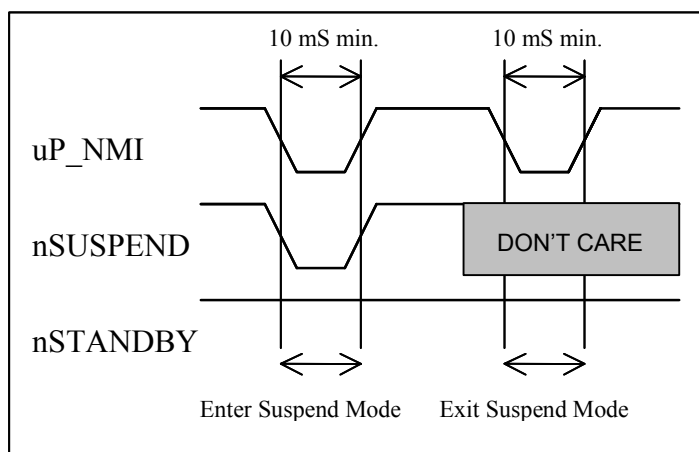 10 mS min. 10 mS min.
uP_NMI
nSUSPEND DON'T CARE
nSTANDBY
Enter Suspend Mode Exit Suspend Mode